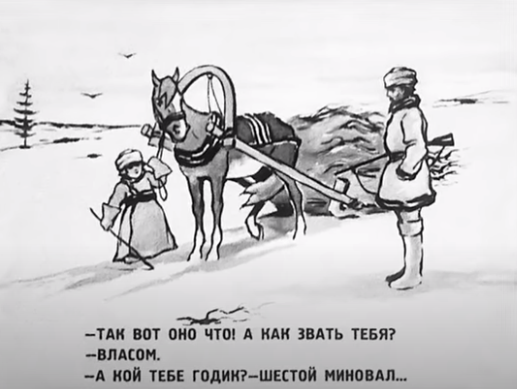 —ТАК ВОТ ОНО ЧТО! А КАК ЗВАТЬ ТЕБЯ?
—ВЛАСОМ.
—А КОЙ ТЕБЕ ГОДИК?—ШЕСТОЙ МИНОВАЛ...